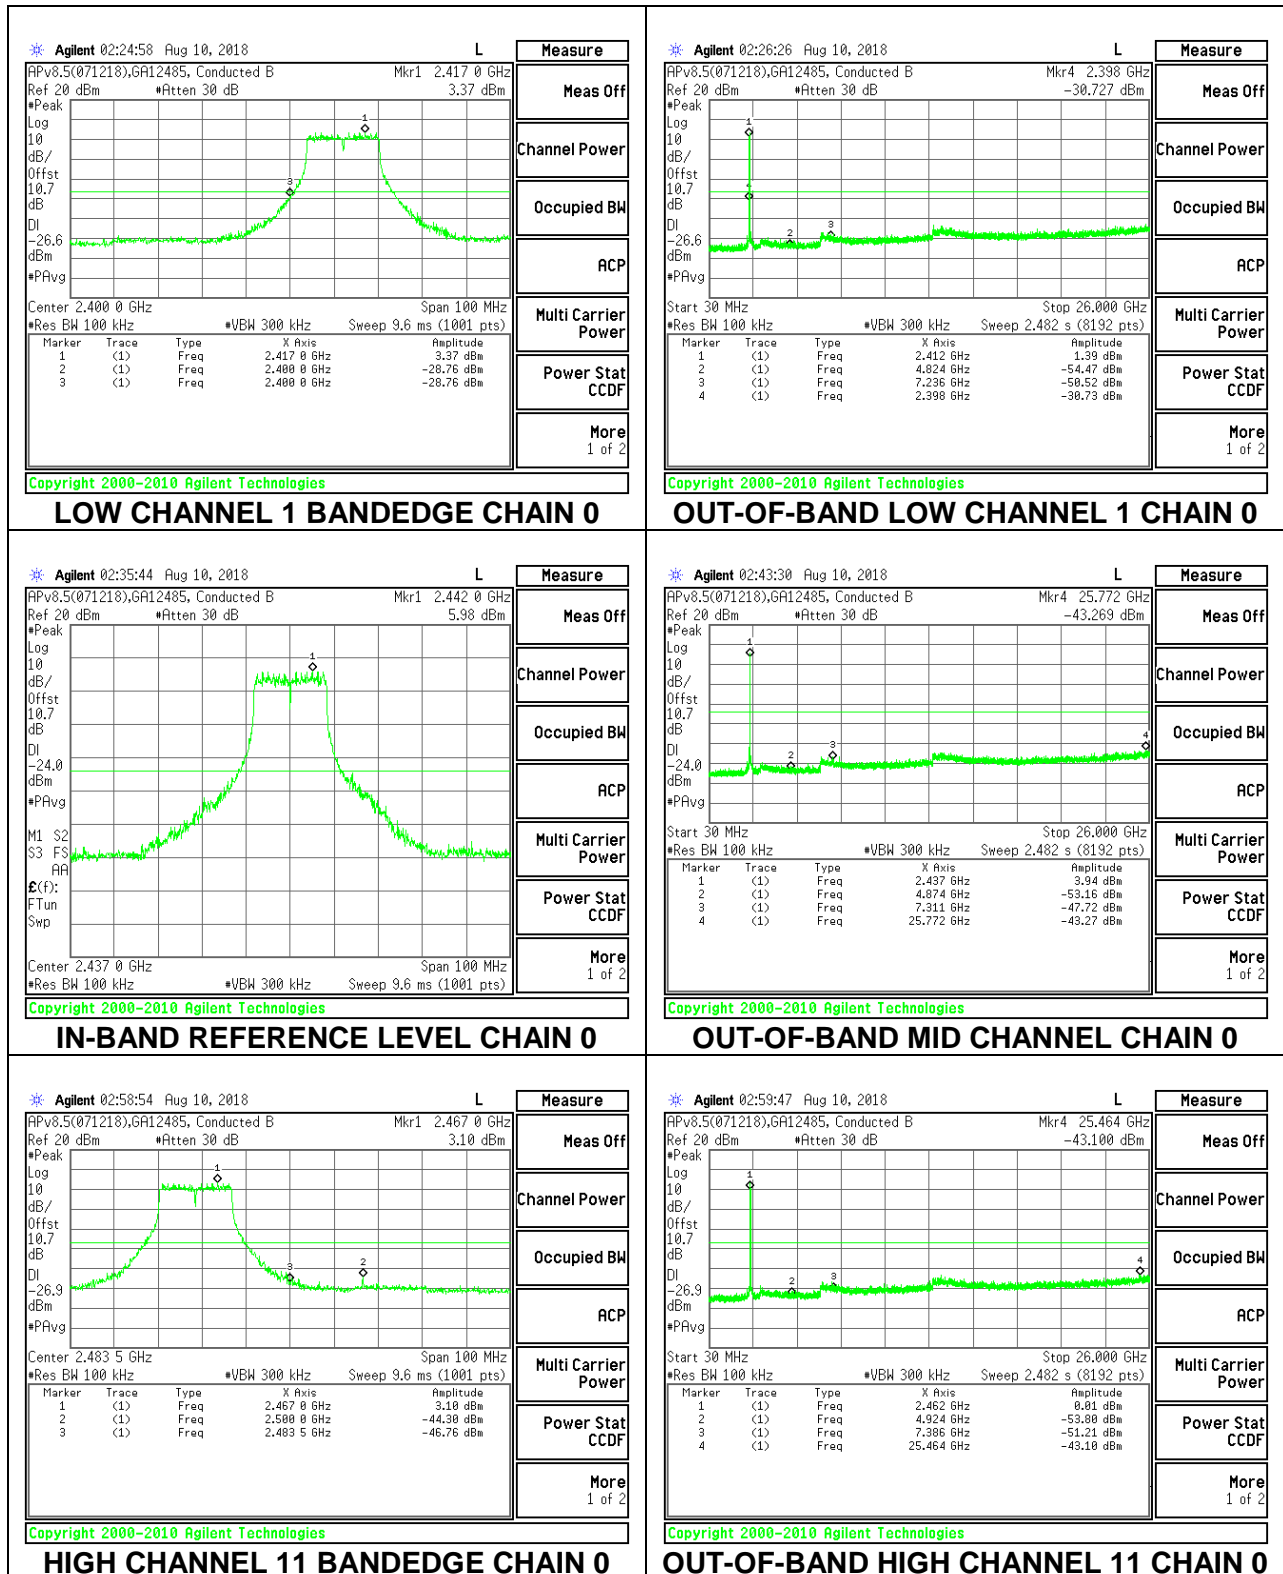 Agilent 02:24:58 Aug 10, 2018 L Measure
APv8.5(071218),GA12485, Conducted B Mkr1 2.417 0 GHz
Ref 20 dBm #Atten 30 dB 3.37 dBm Meas Off
#Peak
Log 1
10
dB/ Channel Power
Offst
10.7 3
dB Occupied BW
DI
-26.6
dBm ACP
#PAvg
Center 2.400 0 GHz Span 100 MHz
#Res BW 100 kHz #VBW 300 kHz Sweep 9.6 ms (1001 pts) Multi Carrier Power
Marker Trace Type X Axis Amplitude
1 (1) Freq 2.417 0 GHz 3.37 dBm
2 (1) Freq 2.400 0 GHz -28.76 dBm
3 (1) Freq 2.400 0 GHz -28.76 dBm
Power Stat
CCDF
More
1 of 2
Copyright 2000-2010 Agilent Technologies
LOW CHANNEL 1 BANDEDGE CHAIN 0
Agilent 02:26:26 Aug 10, 2018 L Measure
APv8.5(071218),GA12485, Conducted B Mkr4 2.398 GHz
Ref 20 dBm #Atten 30 dB -30.727 dBm Meas Off
#Peak
Log 1
10
dB/ Channel Power
Offst
10.7 4
dB Occupied BW
DI 2 3
-26.6
dBm ACP
#PAvg
Start 30 MHz Stop 26.000 GHz
#Res BW 100 kHz #VBW 300 kHz Sweep 2.482 s (8192 pts) Multi Carrier Power
Marker Trace Type X Axis Amplitude
1 (1) Freq 2.412 GHz 1.39 dBm
2 (1) Freq 4.824 GHz -54.47 dBm
3 (1) Freq 7.236 GHz -50.52 dBm
4 (1) Freq 2.398 GHz -30.73 dBm
Power Stat
CCDF
More
1 of 2
Copyright 2000-2010 Agilent Technologies
OUT-OF-BAND LOW CHANNEL 1 CHAIN 0
Agilent 02:35:44 Aug 10, 2018 L Measure
APv8.5(071218),GA12485, Conducted B Mkr1 2.442 0 GHz
Ref 20 dBm #Atten 30 dB 5.98 dBm Meas Off
#Peak
Log 1
10
dB/ Channel Power
Offst
10.7
dB Occupied BW
DI
-24.0
dBm ACP
#PAvg
M1 S2
S3 FS Multi Carrier Power
AA
£(f):
FTun Power Stat
Swp CCDF
Center 2.437 0 GHz Span 100 MHz
#Res BW 100 kHz #VBW 300 kHz Sweep 9.6 ms (1001 pts)
More
1 of 2
Copyright 2000-2010 Agilent Technologies
IN-BAND REFERENCE LEVEL CHAIN 0
Agilent 02:43:30 Aug 10, 2018 L Measure
APv8.5(071218),GA12485, Conducted B Mkr4 25.772 GHz
Ref 20 dBm #Atten 30 dB -43.269 dBm Meas Off
#Peak
Log 1
10
dB/ Channel Power
Offst
10.7
dB Occupied BW
DI 2 3 4
-24.0
dBm ACP
#PAvg
Start 30 MHz Stop 26.000 GHz
#Res BW 100 kHz #VBW 300 kHz Sweep 2.482 s (8192 pts) Multi Carrier Power
Marker Trace Type X Axis Amplitude
1 (1) Freq 2.437 GHz 3.94 dBm
2 (1) Freq 4.874 GHz -53.16 dBm
3 (1) Freq 7.311 GHz -47.72 dBm
4 (1) Freq 25.772 GHz -43.27 dBm
Power Stat
CCDF
More
1 of 2
Copyright 2000-2010 Agilent Technologies
OUT-OF-BAND MID CHANNEL CHAIN 0
Agilent 02:58:54 Aug 10, 2018 L Measure
APv8.5(071218),GA12485, Conducted B Mkr1 2.467 0 GHz
Ref 20 dBm #Atten 30 dB 3.10 dBm Meas Off
#Peak
Log 1
10
dB/ Channel Power
Offst
10.7
dB Occupied BW
DI 3 2
-26.9
dBm ACP
#PAvg
Center 2.483 5 GHz Span 100 MHz
#Res BW 100 kHz #VBW 300 kHz Sweep 9.6 ms (1001 pts) Multi Carrier Power
Marker Trace Type X Axis Amplitude
1 (1) Freq 2.467 0 GHz 3.10 dBm
2 (1) Freq 2.500 0 GHz -44.30 dBm
3 (1) Freq 2.483 5 GHz -46.76 dBm
Power Stat
CCDF
More
1 of 2
Copyright 2000-2010 Agilent Technologies
HIGH CHANNEL 11 BANDEDGE CHAIN 0
Agilent 02:59:47 Aug 10, 2018 L Measure
APv8.5(071218),GA12485, Conducted B Mkr4 25.464 GHz
Ref 20 dBm #Atten 30 dB -43.100 dBm Meas Off
#Peak
Log 1
10
dB/ Channel Power
Offst
10.7
dB Occupied BW
DI 2 3 4
-26.9
dBm ACP
#PAvg
Start 30 MHz Stop 26.000 GHz
#Res BW 100 kHz #VBW 300 kHz Sweep 2.482 s (8192 pts) Multi Carrier Power
Marker Trace Type X Axis Amplitude
1 (1) Freq 2.462 GHz 0.01 dBm
2 (1) Freq 4.924 GHz -53.80 dBm
3 (1) Freq 7.386 GHz -51.21 dBm
4 (1) Freq 25.464 GHz -43.10 dBm
Power Stat
CCDF
More
1 of 2
Copyright 2000-2010 Agilent Technologies
OUT-OF-BAND HIGH CHANNEL 11 CHAIN 0